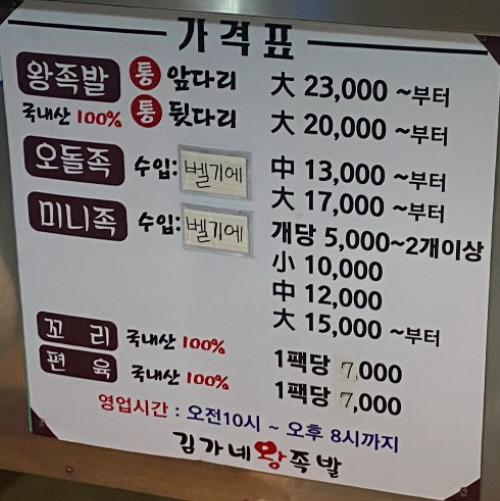 가격표
왕족발 통 앞다리 大 23,000 ~부터
국내산 100% 통 뒷다리 大 20,000 ~부터
오돌족 수입: 벨기에 中 13,000 ~부터
大 17,000 ~부터
미니족 수입: 벨기에 개당 5,000~2개이상
小 10,000
中 12,000
大 15,000 ~부터
꼬리 국내산 100% 1팩당 7,000
편육 국내산 100% 1팩당 7,000
영업시간 : 오전10시 ~ 오후 8시까지
김가네왕족발